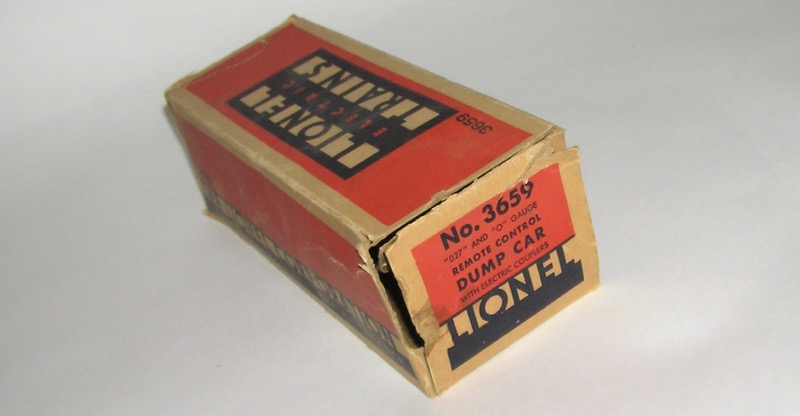 LIONEL
ELECTRIC
TRAINS
3659
No. 3659
"027" AND "O" GAUGE
REMOTE CONTROL
DUMP CAR
WITH ELECTRIC COUPLERS
LIONEL